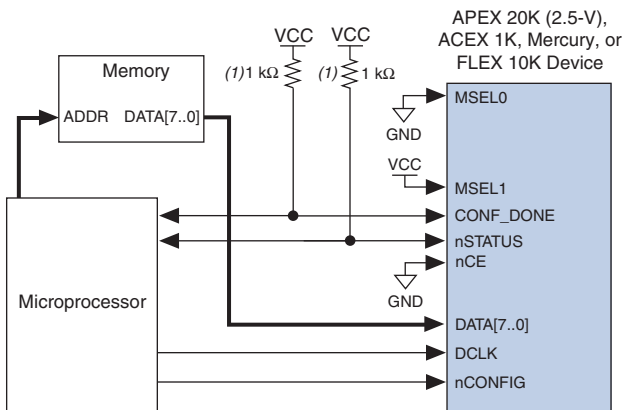 APEX 20K (2.5-V),
ACEX 1K, Mercury, or
FLEX 10K Device
VCC VCC
(1) 1 kΩ (1) 1 kΩ
Memory
ADDR DATA[7..0]
MSEL0
GND
VCC
MSEL1
CONF_DONE
nSTATUS
nCE
GND
Microprocessor
DATA[7..0]
DCLK
nCONFIG